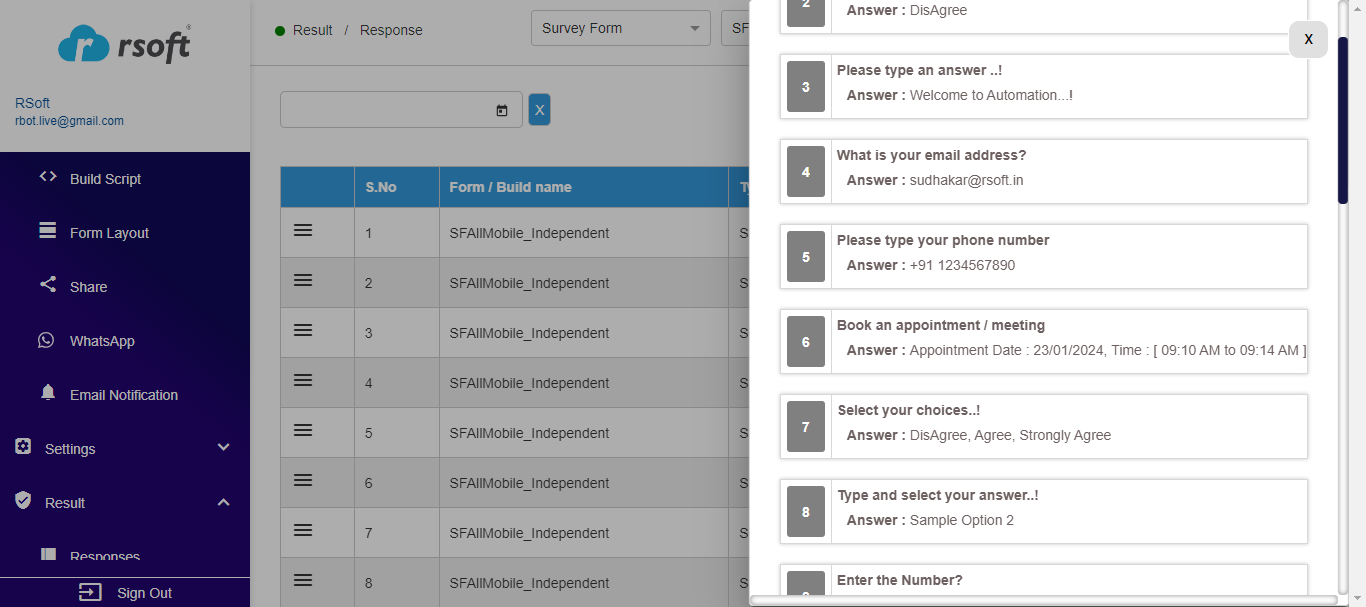 rsoft
RSoft
rbot.live@gmail.com
Build Script
Form Layout
Share
WhatsApp
Email Notification
Settings
Result
Responses
Sign Out
Result / Response
Survey Form
SF
X
S.No
Form / Build name
1
SFAllMobile_Independent
S
2
SFAllMobile_Independent
S
3
SFAllMobile_Independent
S
4
SFAllMobile_Independent
S
5
SFAllMobile_Independent
S
6
SFAllMobile_Independent
S
7
SFAllMobile_Independent
S
8
SFAllMobile_Independent
S
X
2
Answer : DisAgree
3
Please type an answer ..!
Answer : Welcome to Automation...!
4
What is your email address?
Answer : sudhakar@rsoft.in
5
Please type your phone number
Answer : +91 1234567890
6
Book an appointment / meeting
Answer : Appointment Date : 23/01/2024, Time : [ 09:10 AM to 09:14 AM ]
7
Select your choices..!
Answer : DisAgree, Agree, Strongly Agree
8
Type and select your answer..!
Answer : Sample Option 2
Enter the Number?